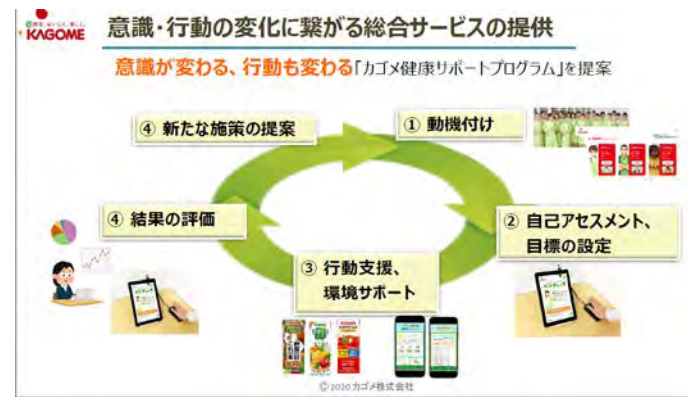 KAGOME
意識・行動の変化に繋がる総合サービスの提供
意識が変わる、行動も変わる「カゴメ健康サポートプログラム」を提案
④ 新たな施策の提案
① 動機付け
④ 結果の評価
② 自己アセスメント、
目標の設定
③ 行動支援、
環境サポート
© 2020 カゴメ株式会社